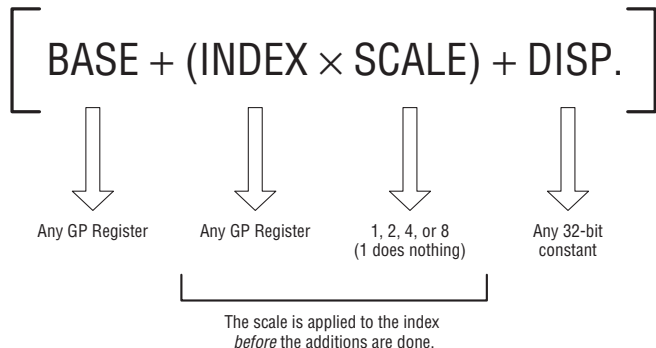 [BASE + (INDEX × SCALE) + DISP.]
Any GP Register
Any GP Register
1, 2, 4, or 8
(1 does nothing)
Any 32-bit
constant
The scale is applied to the index
before the additions are done.